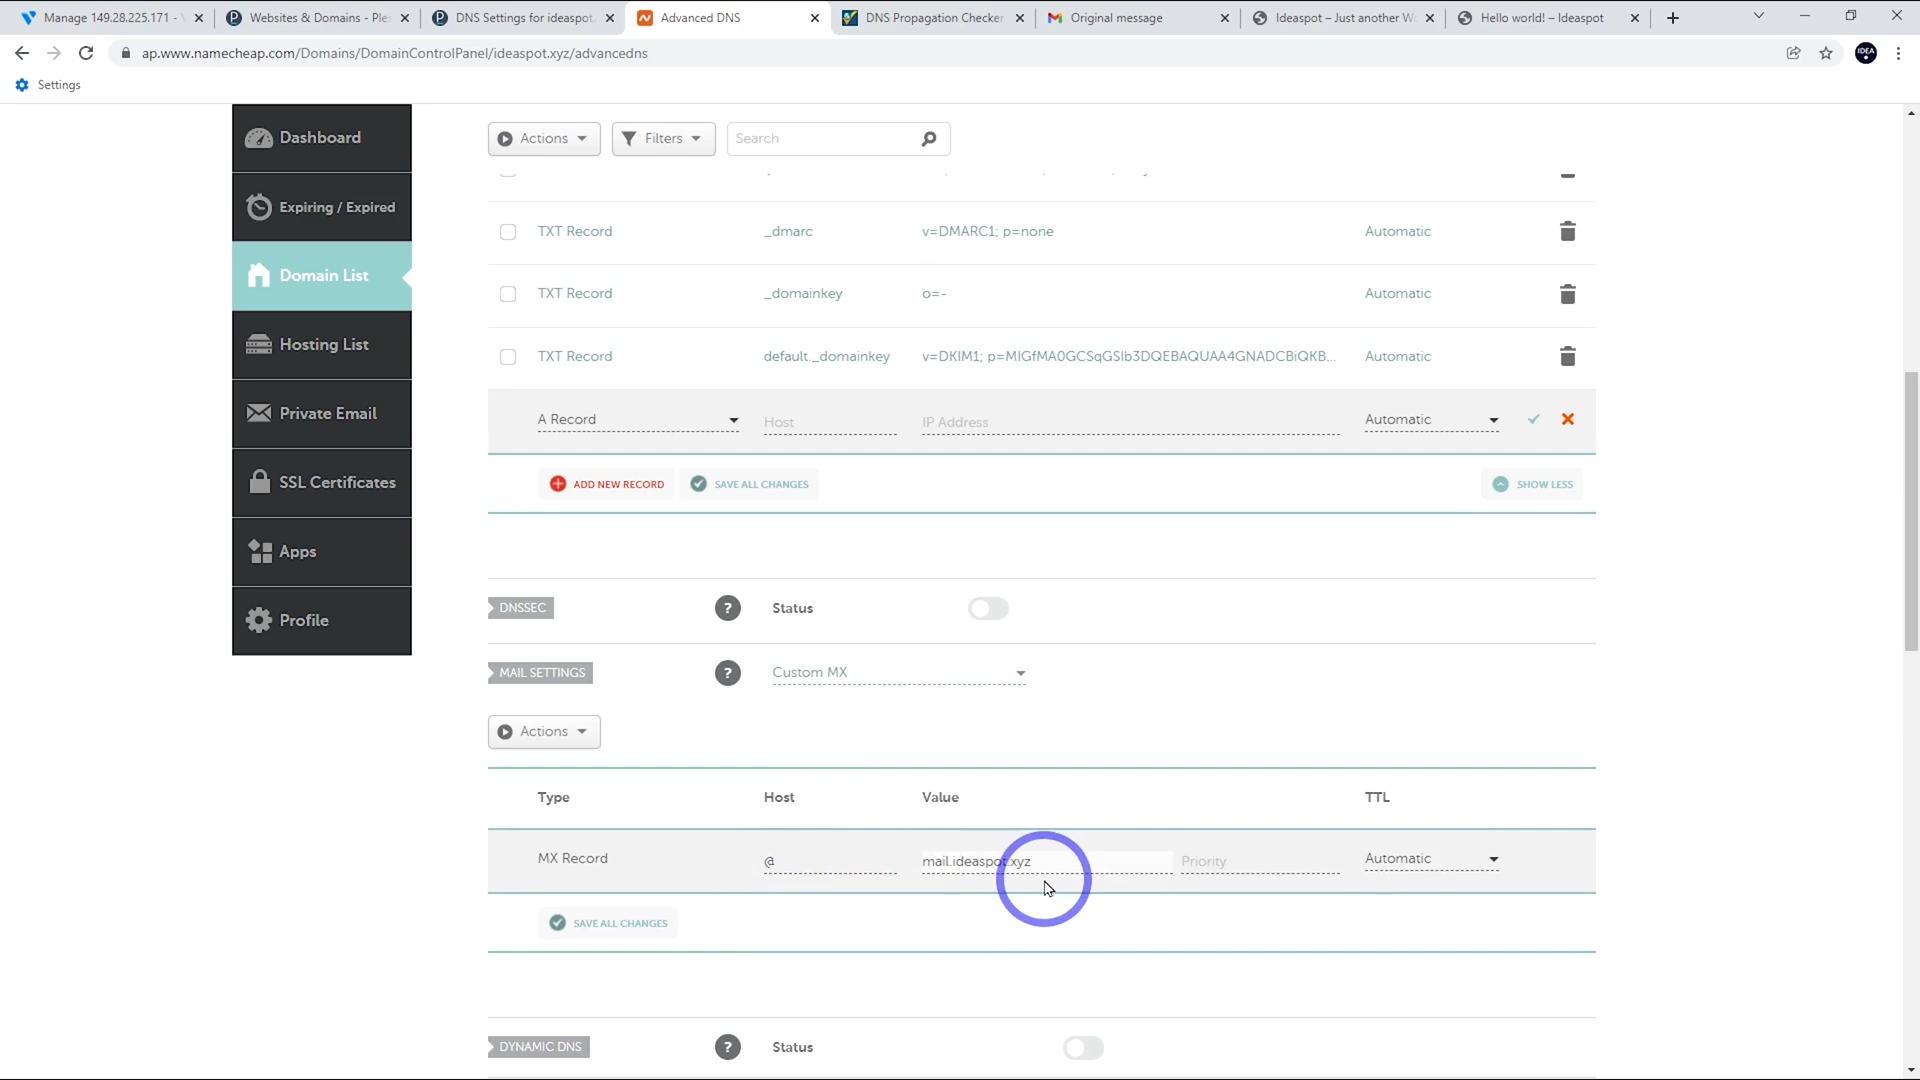 Manage 149.28.225.171 -
Websites & Domains - Ple
DNS Settings for ideaspot.
Advanced DNS
DNS Propagation Checker
Original message
Ideaspot – Just another W
Hello world! – Ideaspot
ap.www.namecheap.com/Domains/DomainControlPanel/ideaspot.xyz/advancedns
IDEA
Settings
Dashboard
Expiring / Expired
Domain List
Hosting List
Private Email
SSL Certificates
Apps
Profile
Actions
Filters
Search
TXT Record _dmarc v=DMARC1; p=none Automatic
TXT Record _domainkey o=- Automatic
TXT Record default._domainkey v=DKIM1; p=MIGfMA0GCSqGSIb3DQEBAQUAA4GNADCBiQKB... Automatic
A Record Host IP Address Automatic
ADD NEW RECORD SAVE ALL CHANGES SHOW LESS
DNSSEC ? Status
MAIL SETTINGS ? Custom MX
Actions
Type Host Value TTL
MX Record @ mail.ideaspot.xyz Priority Automatic
SAVE ALL CHANGES
DYNAMIC DNS ? Status